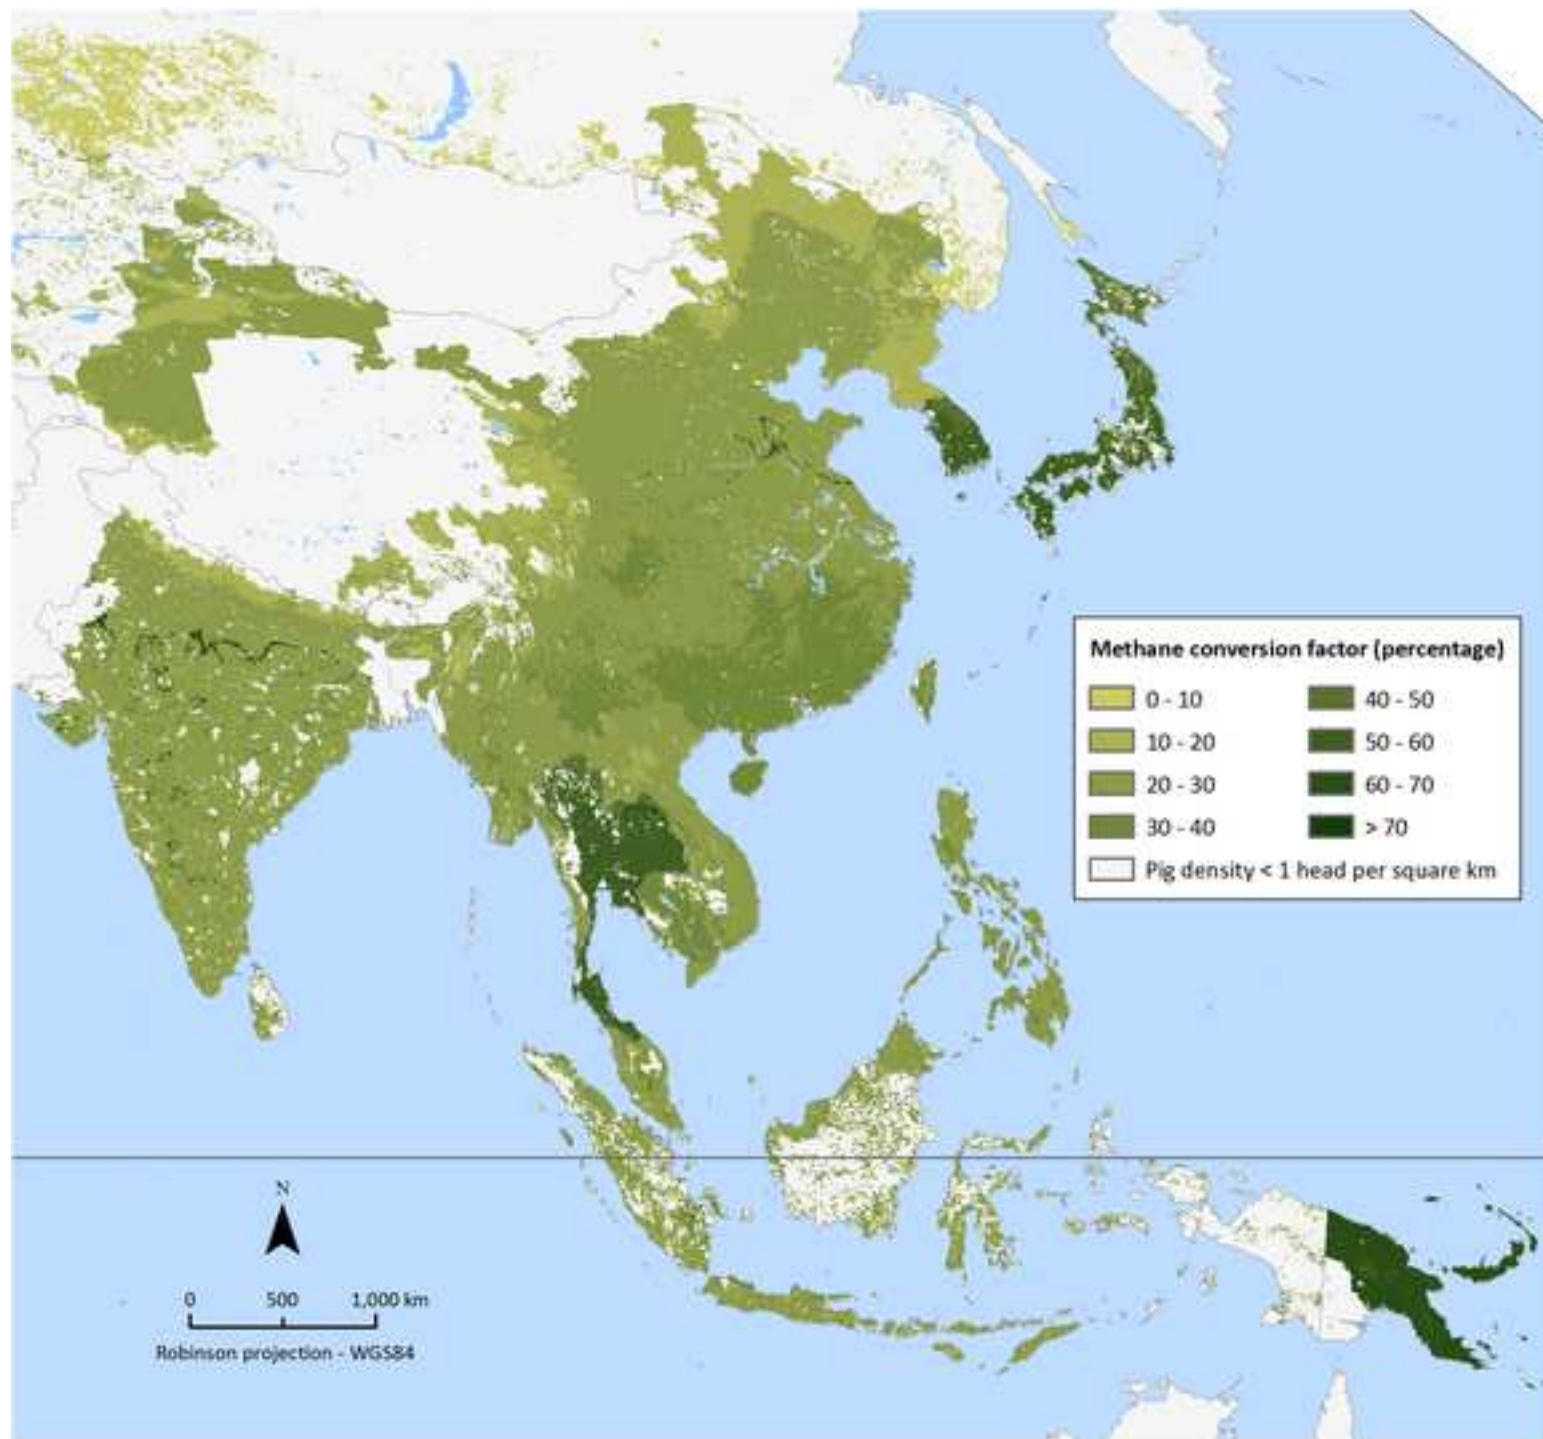 Methane conversion factor (percentage)
0 - 10
40 - 50
10 - 20
50 - 60
20 - 30
60 - 70
30 - 40
> 70
Pig density < 1 head per square km
N
0 500 1,000 km
Robinson projection - WGS84